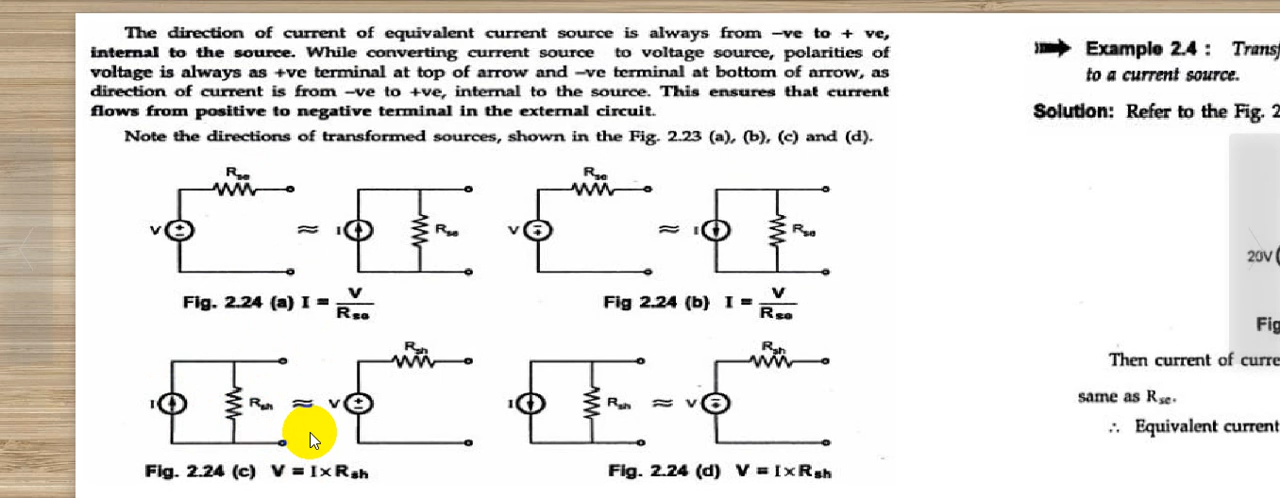 The direction of current of equivalent current source is always from –ve to + ve,
internal to the source. While converting current source to voltage source, polarities of
voltage is always as +ve terminal at top of arrow and –ve terminal at bottom of arrow, as
direction of current is from –ve to +ve, internal to the source. This ensures that current
flows from positive to negative terminal in the external circuit.
Note the directions of transformed sources, shown in the Fig. 2.23 (a), (b), (c) and (d).
Rse
V
≈
I
Rse
Fig. 2.24 (a) I = V / Rse
Rse
V
≈
I
Rse
Fig 2.24 (b) I = V / Rse
I
Rsh
≈
V
Rsh
Fig. 2.24 (c) V = I×Rsh
I
Rsh
≈
V
Rsh
Fig. 2.24 (d) V = I×Rsh
Example 2.4 : Transf
to a current source.
Solution: Refer to the Fig. 2
20V
Fig
Then current of curre
same as Rse.
∴ Equivalent current